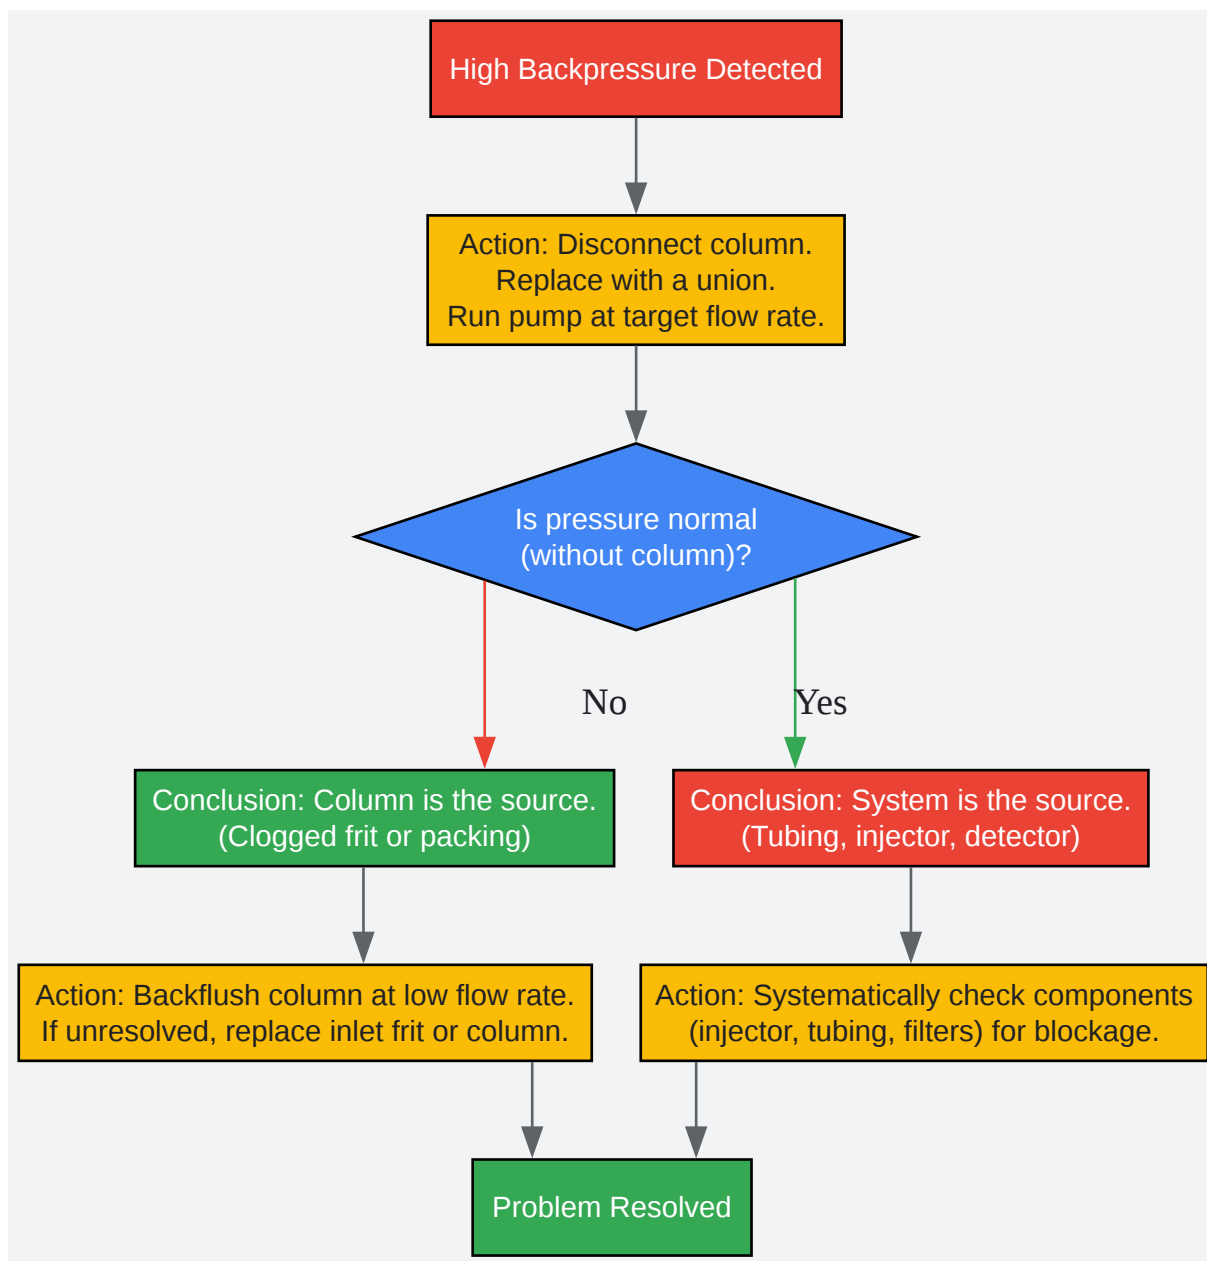 High Backpressure Detected
Action: Disconnect column.
Replace with a union.
Run pump at target flow rate.
Is pressure normal
(without column)?
No
Yes
Conclusion: Column is the source.
(Clogged frit or packing)
Conclusion: System is the source.
(Tubing, injector, detector)
Action: Backflush column at low flow rate.
If unresolved, replace inlet frit or column.
Action: Systematically check components
(injector, tubing, filters) for blockage.
Problem Resolved